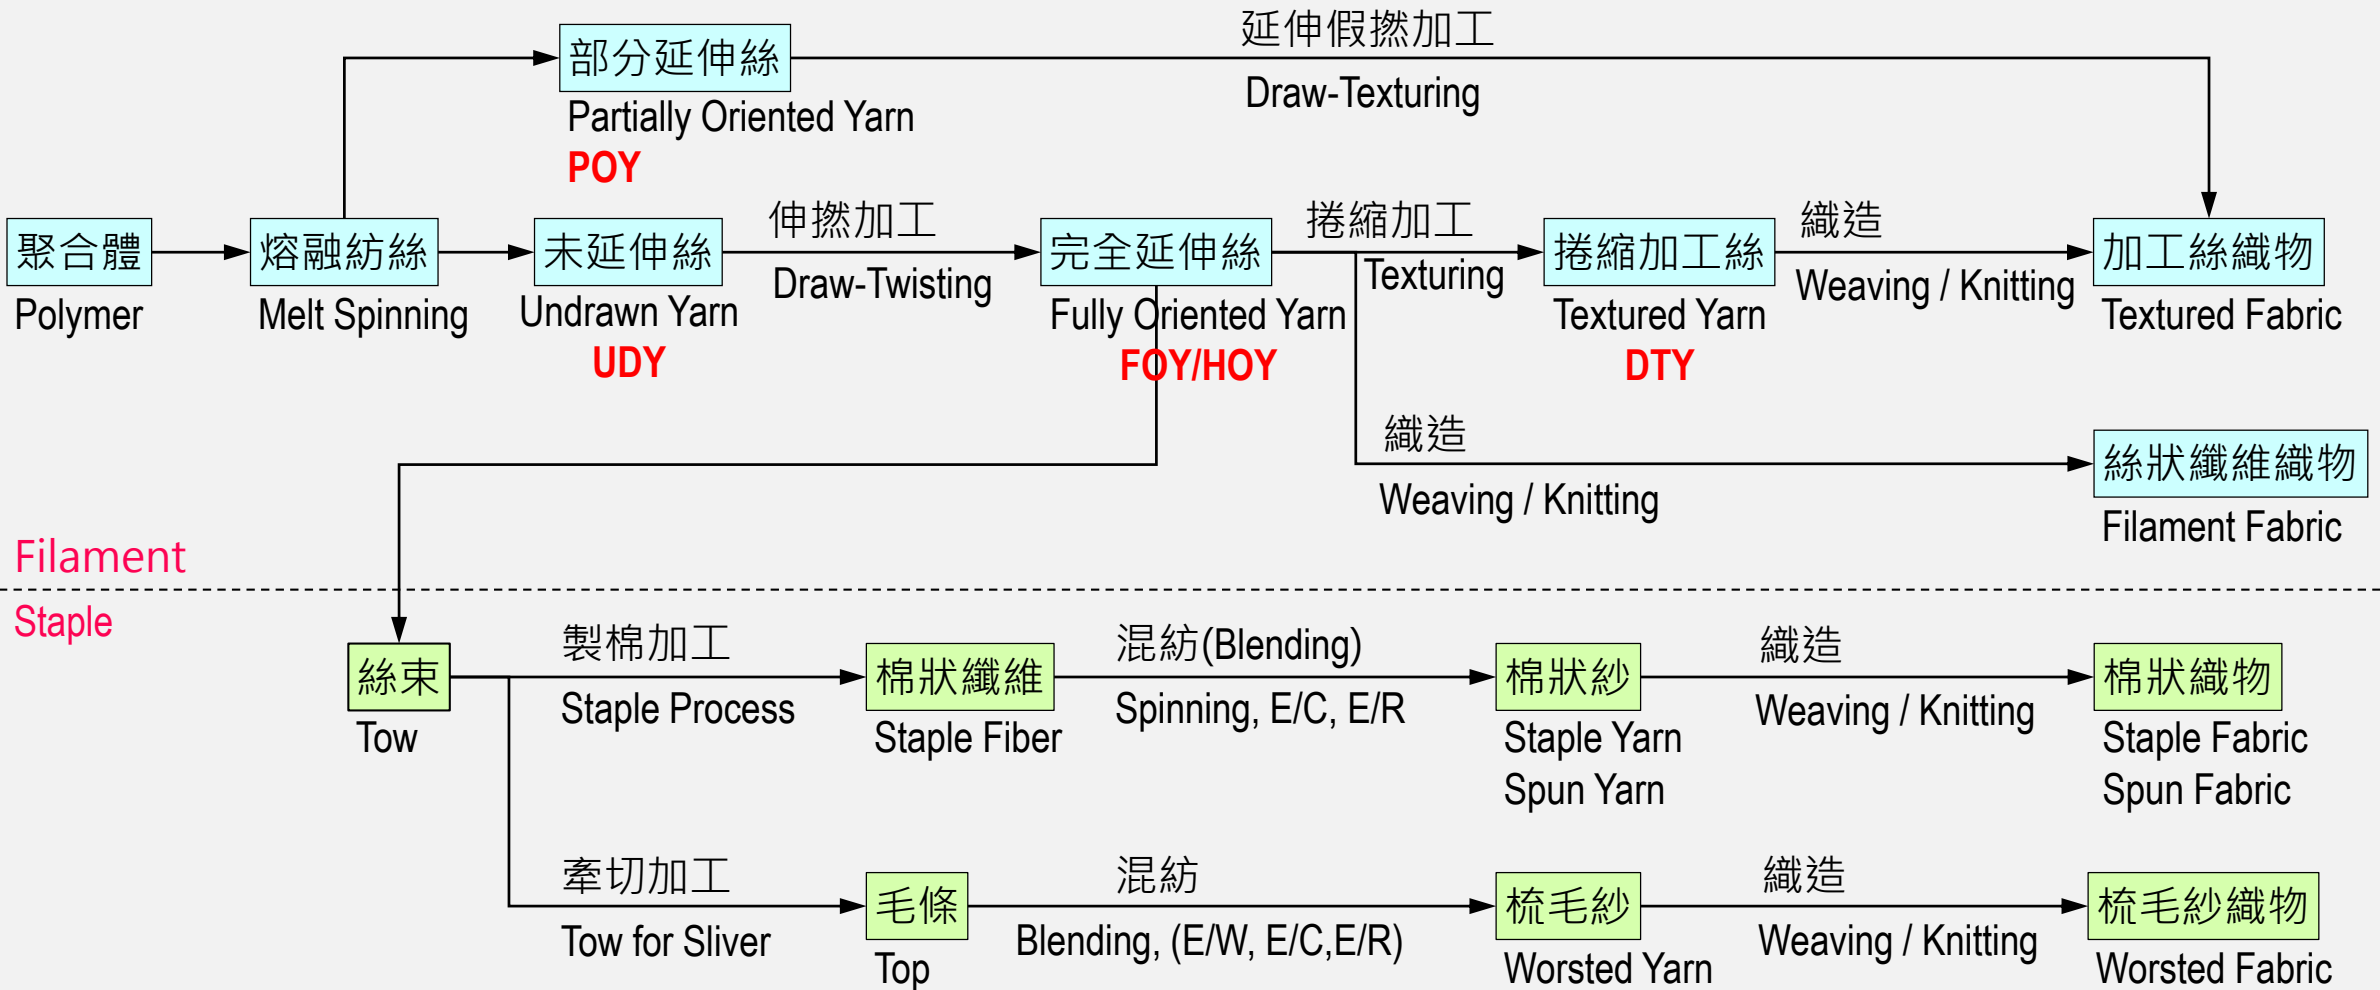 延伸假撚加工
部分延伸絲
Draw-Texturing
Partially Oriented Yarn
POY
伸撚加工
捲縮加工
織造
聚合體
熔融紡絲
未延伸絲
完全延伸絲
捲縮加工絲
加工絲織物
Draw-Twisting
Texturing
Weaving / Knitting
Polymer
Melt Spinning
Undrawn Yarn
Fully Oriented Yarn
Textured Yarn
Textured Fabric
UDY
FOY/HOY
DTY
織造
絲狀纖維織物
Weaving / Knitting
Filament Fabric
Filament
Staple
製棉加工
混紡(Blending)
織造
絲束
棉狀纖維
棉狀紗
棉狀織物
Staple Process
Spinning, E/C, E/R
Weaving / Knitting
Tow
Staple Fiber
Staple Yarn
Staple Fabric
Spun Yarn
Spun Fabric
牽切加工
混紡
織造
毛條
梳毛紗
梳毛紗織物
Tow for Sliver
Blending, (E/W, E/C,E/R)
Weaving / Knitting
Top
Worsted Yarn
Worsted Fabric